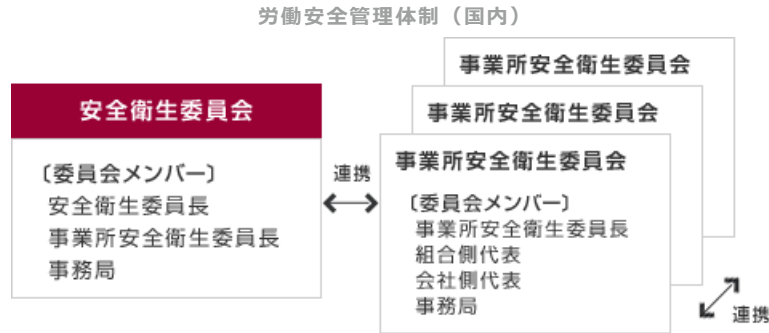 労働安全管理体制（国内）
安全衛生委員会
〔委員会メンバー〕
安全衛生委員長
事業所安全衛生委員長
事務局
連携
事業所安全衛生委員会
事業所安全衛生委員会
事業所安全衛生委員会
〔委員会メンバー〕
事業所安全衛生委員長
組合側代表
会社側代表
事務局
連携